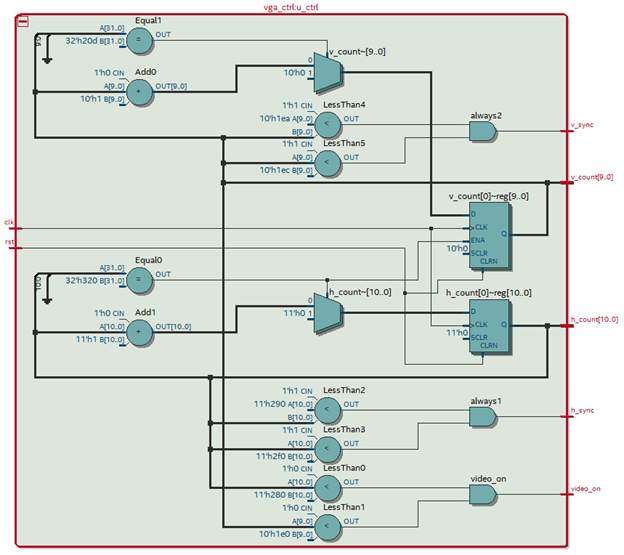 vga_ctrl:u_ctrl
Equal1
A[31..0]
32'h20d B[31..0]
=
OUT
9:0
v_count~[9..0]
0
10'h0 1
Add0
1'h0 CIN
A[9..0]
10'h1 B[9..0]
+
OUT[9..0]
LessThan4
1'h1 CIN
10'h1ea A[9..0]
B[9..0]
<
OUT
always2
v_sync
LessThan5
1'h1 CIN
A[9..0]
10'h1ec B[9..0]
<
OUT
v_count[9..0]
v_count[0]~reg[9..0]
D
CLK
ENA
10'h0
SCLR
CLRN
Q
clk
rst
Equal0
A[31..0]
32'h320 B[31..0]
=
OUT
10:0
h_count~[10..0]
0
11'h0 1
h_count[0]~reg[10..0]
D
CLK
11'h0
SCLR
CLRN
Q
h_count[10..0]
Add1
1'h0 CIN
A[10..0]
11'h1 B[10..0]
+
OUT[10..0]
LessThan2
1'h1 CIN
11'h290 A[10..0]
B[10..0]
<
OUT
always1
h_sync
LessThan3
1'h1 CIN
A[10..0]
11'h2f0 B[10..0]
<
OUT
LessThan0
1'h0 CIN
A[10..0]
11'h280 B[10..0]
<
OUT
video_on
video_on
LessThan1
1'h0 CIN
A[9..0]
10'h1e0 B[9..0]
<
OUT